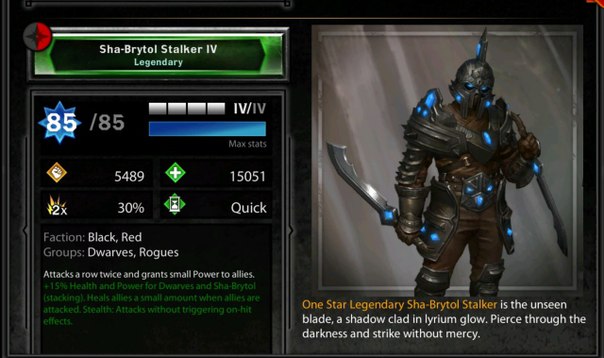 Sha-Brytol Stalker IV
Legendary
85 /85
IV/IV
Max stats
5489
15051
2x
30%
Quick
Faction: Black, Red
Groups: Dwarves, Rogues
Attacks a row twice and grants small Power to allies.
+15% Health and Power for Dwarves and Sha-Brytol
(stacking). Heals allies a small amount when allies are
attacked. Stealth: Attacks without triggering on-hit
effects.
One Star Legendary Sha-Brytol Stalker is the unseen
blade, a shadow clad in lyrium glow. Pierce through the
darkness and strike without mercy.